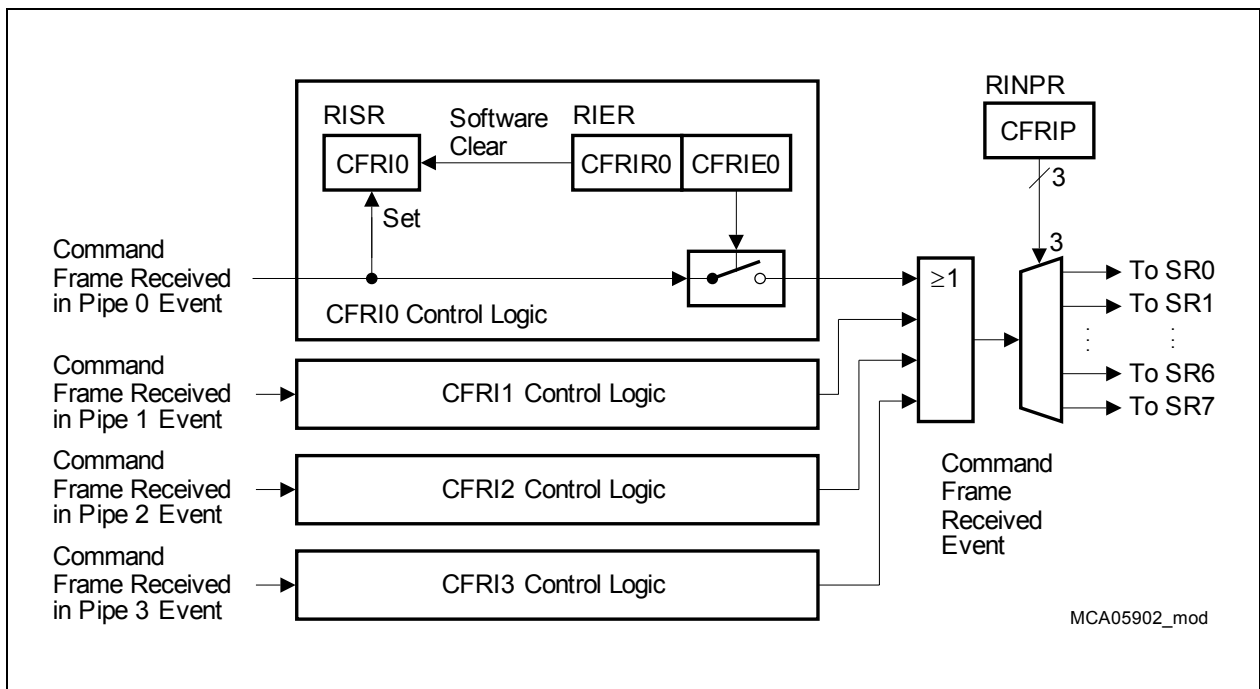 RISR
Software
Clear
RIER
CFRI0
CFRIR0
CFRIE0
Set
Command
Frame Received
in Pipe 0 Event
CFRI0 Control Logic
Command
Frame Received
in Pipe 1 Event
CFRI1 Control Logic
Command
Frame Received
in Pipe 2 Event
CFRI2 Control Logic
Command
Frame Received
in Pipe 3 Event
CFRI3 Control Logic
≥1
Command
Frame
Received
Event
RINPR
CFRIP
3
3
To SR0
To SR1
To SR6
To SR7
MCA05902_mod